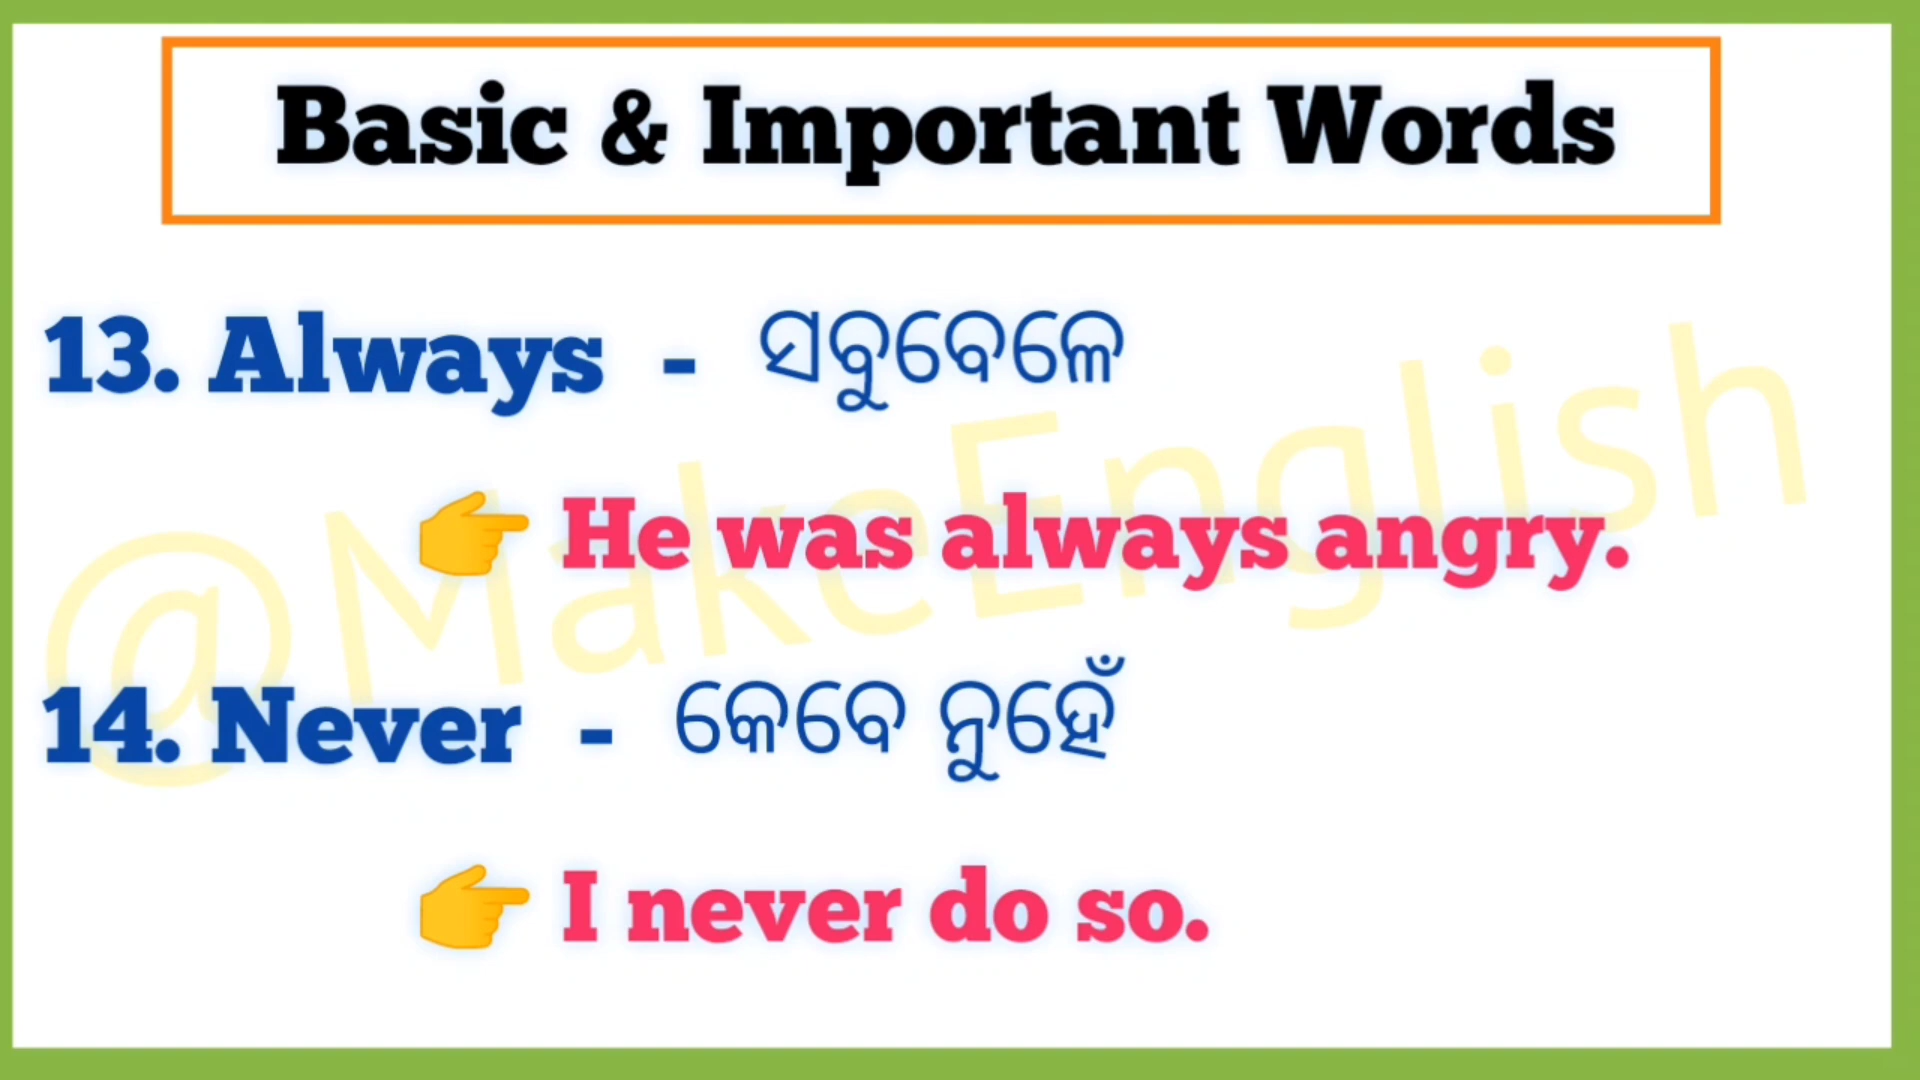 Basic & Important Words
13. Always - ସବୁବେଳେ
👉 He was always angry.
14. Never - କେବେ ନୁହେଁ
👉 I never do so.
@MakeEnglish